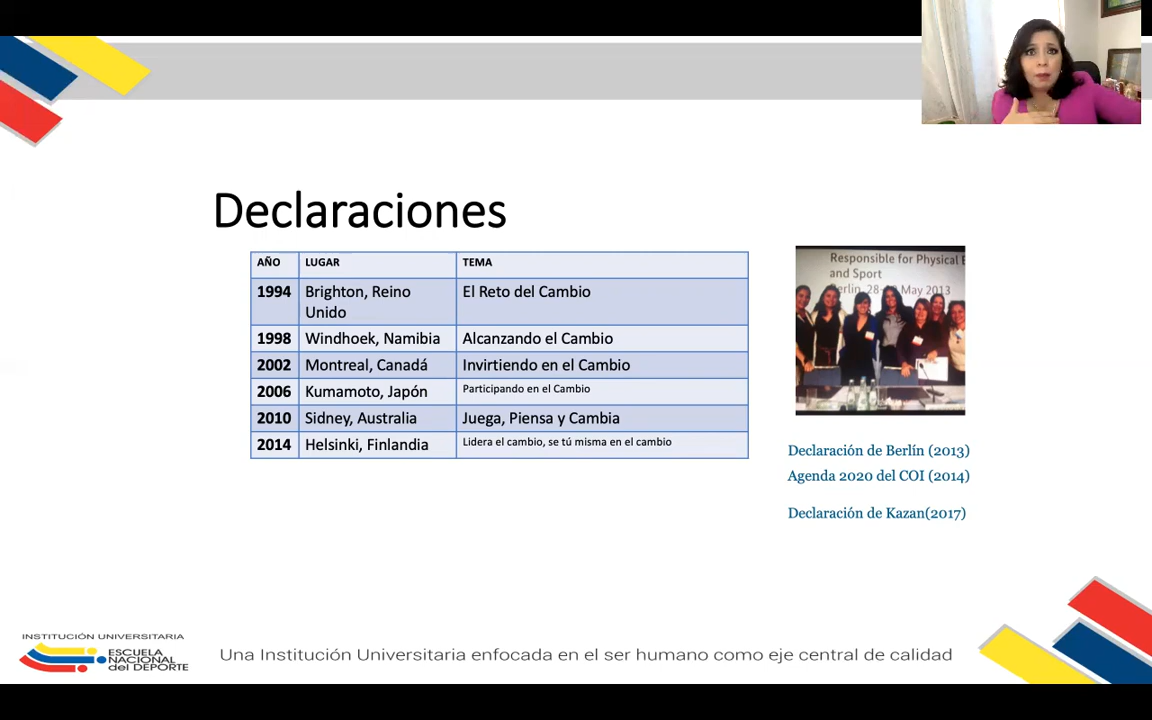 Declaraciones
AÑO LUGAR TEMA
1994 Brighton, Reino Unido El Reto del Cambio
1998 Windhoek, Namibia Alcanzando el Cambio
2002 Montreal, Canadá Invirtiendo en el Cambio
2006 Kumamoto, Japón Participando en el Cambio
2010 Sidney, Australia Juega, Piensa y Cambia
2014 Helsinki, Finlandia Lidera el cambio, se tú misma en el cambio
Responsible for Physical E
and Sport
Berlin, 28- May 2013
Declaración de Berlín (2013)
Agenda 2020 del COI (2014)
Declaración de Kazan(2017)
INSTITUCIÓN UNIVERSITARIA
ESCUELA
NACIONAL
del DEPORTE
Una Institución Universitaria enfocada en el ser humano como eje central de calidad